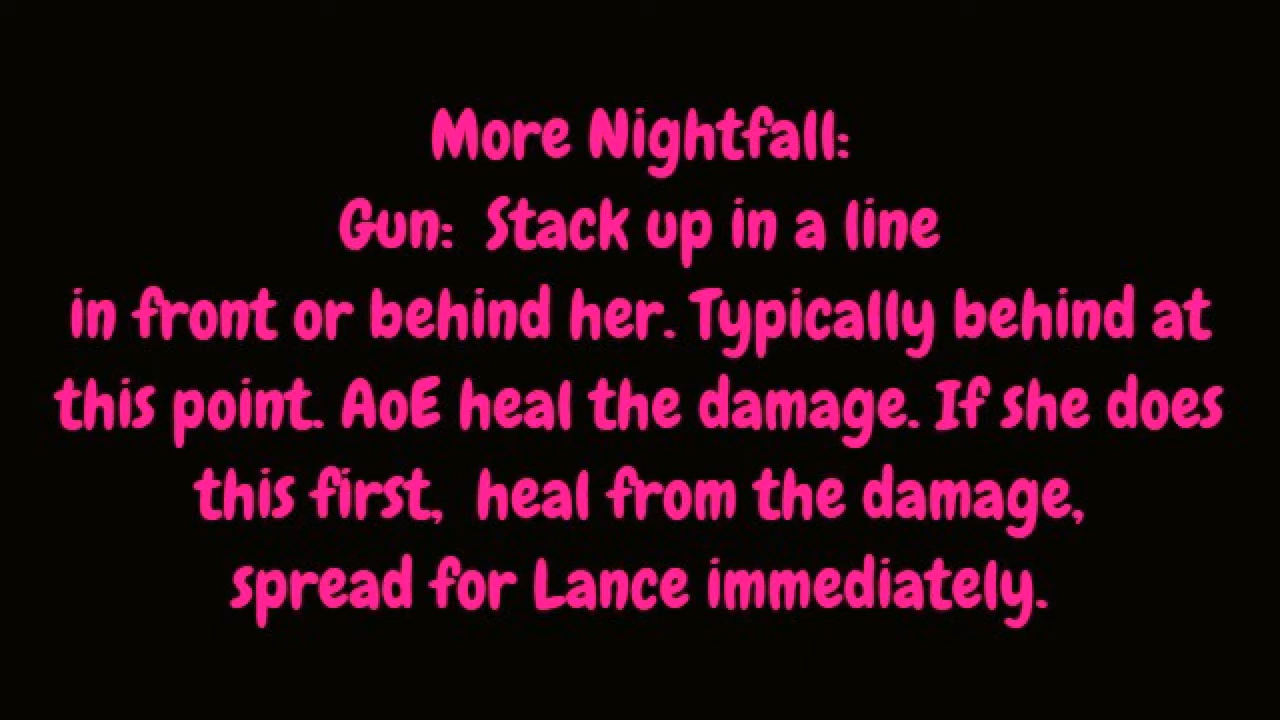 More Nightfall:
Gun:  Stack up in a line
in front or behind her. Typically behind at
this point. AoE heal the damage. If she does
this first,  heal from the damage,
spread for Lance immediately.